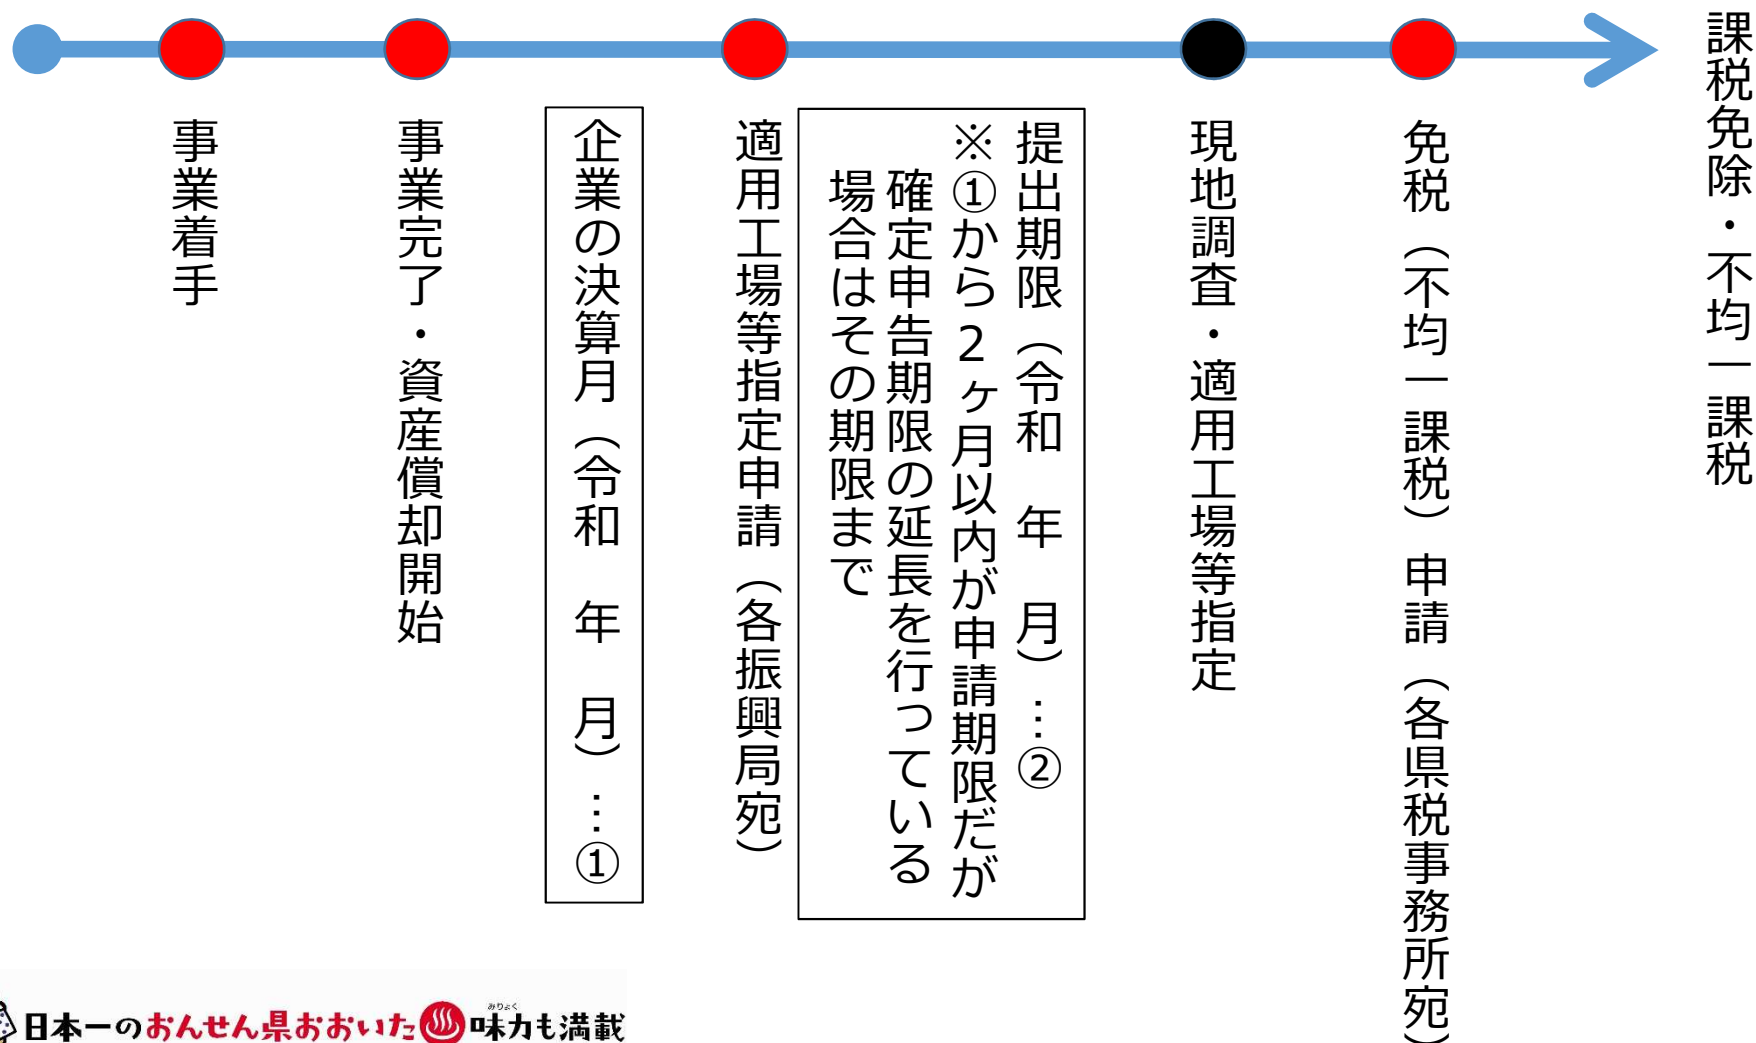 事業着手
事業完了・資産償却開始
企業の決算月（令和　年　月）…①
適用工場等指定申請（各振興局宛）
提出期限（令和　年　月）…②
※①から2ヶ月以内が申請期限だが
確定申告期限の延長を行っている
場合はその期限まで
現地調査・適用工場等指定
免税（不均一課税）申請（各県税事務所宛）
課税免除・不均一課税
みりょく
日本一のおんせん県おおいた♨味力も満載